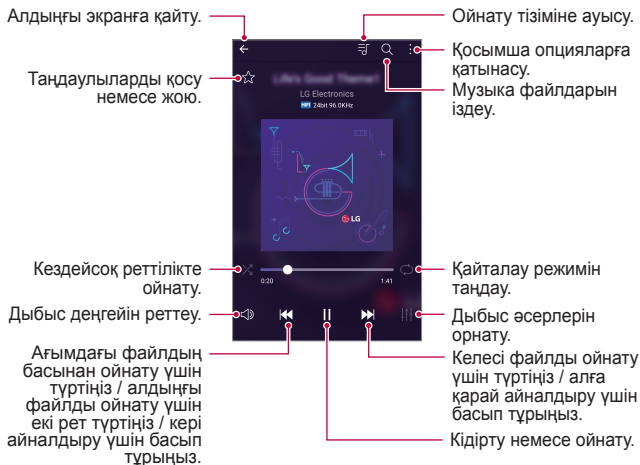 Алдыңғы экранға қайту.
Ойнату тізіміне ауысу.
Қосымша опцияларға
қатынасу.
Таңдаулыларды қосу
немесе жою.
Музыка файлдарын
іздеу.
Life's Good Theme?
LG Electronics
HIFI 24bit 96.0KHz
LG
Кездейсоқ реттілікте
ойнату.
0:20
1:41
Қайталау режимін
таңдау.
Дыбыс деңгейін реттеу.
Дыбыс әсерлерін
орнату.
Ағымдағы файлдың
басынан ойнату үшін
түртіңіз / алдыңғы
файлды ойнату үшін
екі рет түртіңіз / кері
айналдыру үшін басып
тұрыңыз.
Келесі файлды ойнату
үшін түртіңіз / алға
қарай айналдыру үшін
басып тұрыңыз.
Кідірту немесе ойнату.